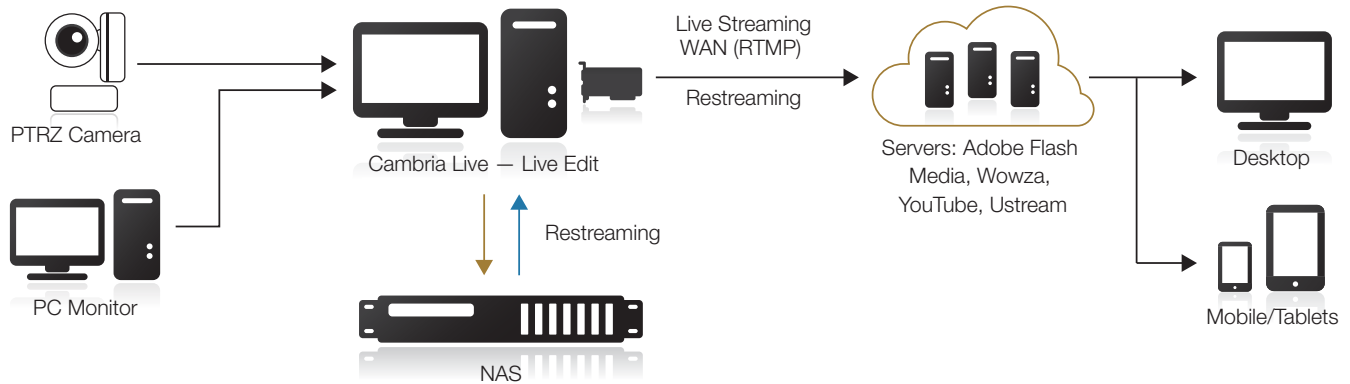 PTRZ Camera
PC Monitor
Cambria Live — Live Edit
Restreaming
NAS
Live Streaming
WAN (RTMP)
Restreaming
Servers: Adobe Flash
Media, Wowza,
YouTube, Ustream
Desktop
Mobile/Tablets